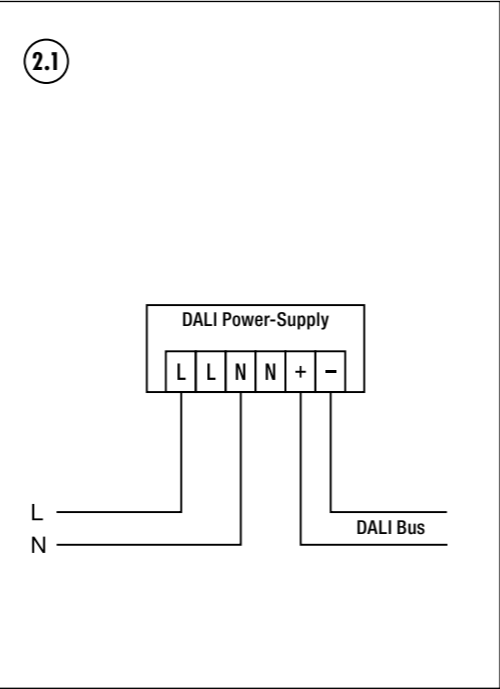 2.1
DALI Power-Supply
L L N N + −
L
DALI Bus
N